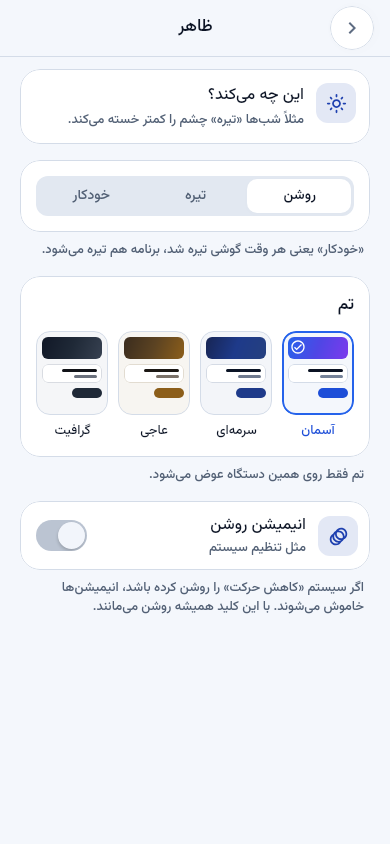 ظاهر
این چه می‌کند؟
مثلاً شب‌ها «تیره» چشم را کمتر خسته می‌کند.
روشن
تیره
خودکار
«خودکار» یعنی هر وقت گوشی تیره شد، برنامه هم تیره می‌شود.
تم
آسمان
سرمه‌ای
عاجی
گرافیت
تم فقط روی همین دستگاه عوض می‌شود.
انیمیشن روشن
مثل تنظیم سیستم
اگر سیستم «کاهش حرکت» را روشن کرده باشد، انیمیشن‌ها
خاموش می‌شوند. با این کلید همیشه روشن می‌مانند.